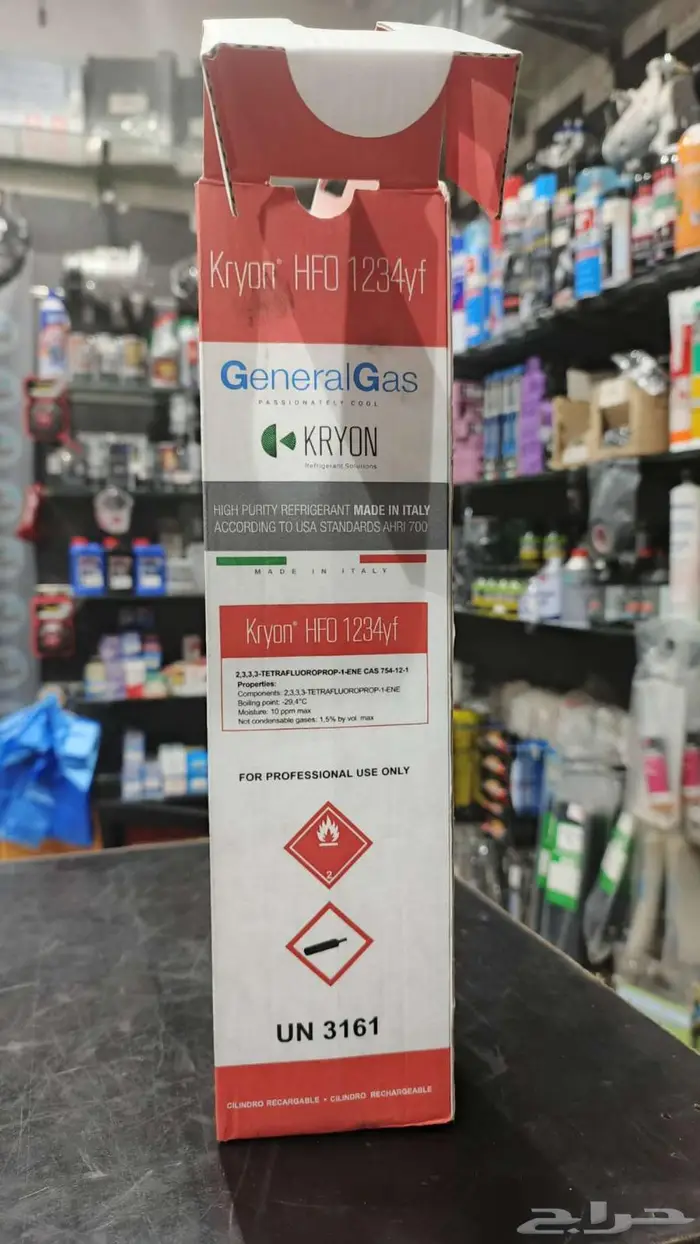 Kryon® HFO 1234yf
GeneralGas
PASSIONATELY COOL
KRYON
Refrigerant Solutions
HIGH PURITY REFRIGERANT MADE IN ITALY
ACCORDING TO USA STANDARDS AHRI 700
MADE IN ITALY
Kryon® HFO 1234yf
2,3,3,3-TETRAFLUOROPROP-1-ENE CAS 754-12-1
Properties:
Components: 2,3,3,3-TETRAFLUOROPROP-1-ENE
Boiling point: -29,4°C
Moisture: 10 ppm max
Not condensable gases: 1,5% by vol. max
FOR PROFESSIONAL USE ONLY
2
UN 3161
CILINDRO RECARGABLE • CILINDRO RECHARGEABLE
حراج